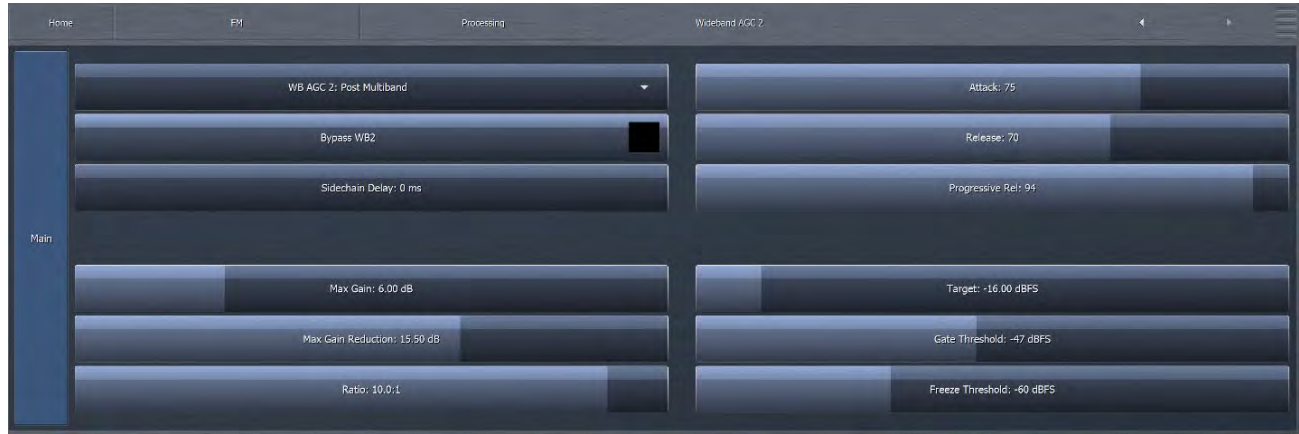 Home
FM
Processing
Wideband AGC 2
Main
WB AGC 2: Post Multiband
Bypass WB2
Sidechain Delay: 0 ms
Max Gain: 6.00 dB
Max Gain Reduction: 15.50 dB
Ratio: 10.0:1
Attack: 75
Release: 70
Progressive Rel: 94
Target: -16.00 dBFS
Gate Threshold: -47 dBFS
Freeze Threshold: -60 dBFS